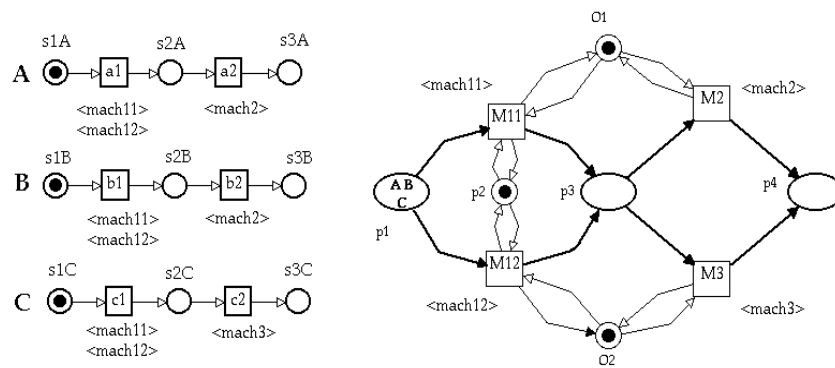 s1A s2A s3A
A a1 a2
<mach11> <mach2>
<mach12>
s1B s2B s3B
B b1 b2
<mach11> <mach2>
<mach12>
s1C s2C s3C
C c1 c2
<mach11> <mach3>
<mach12>
O1
<mach11> <mach2>
M11 M2
A B
C
p1 p2 p3 p4
M12 M3
<mach12> <mach3>
O2